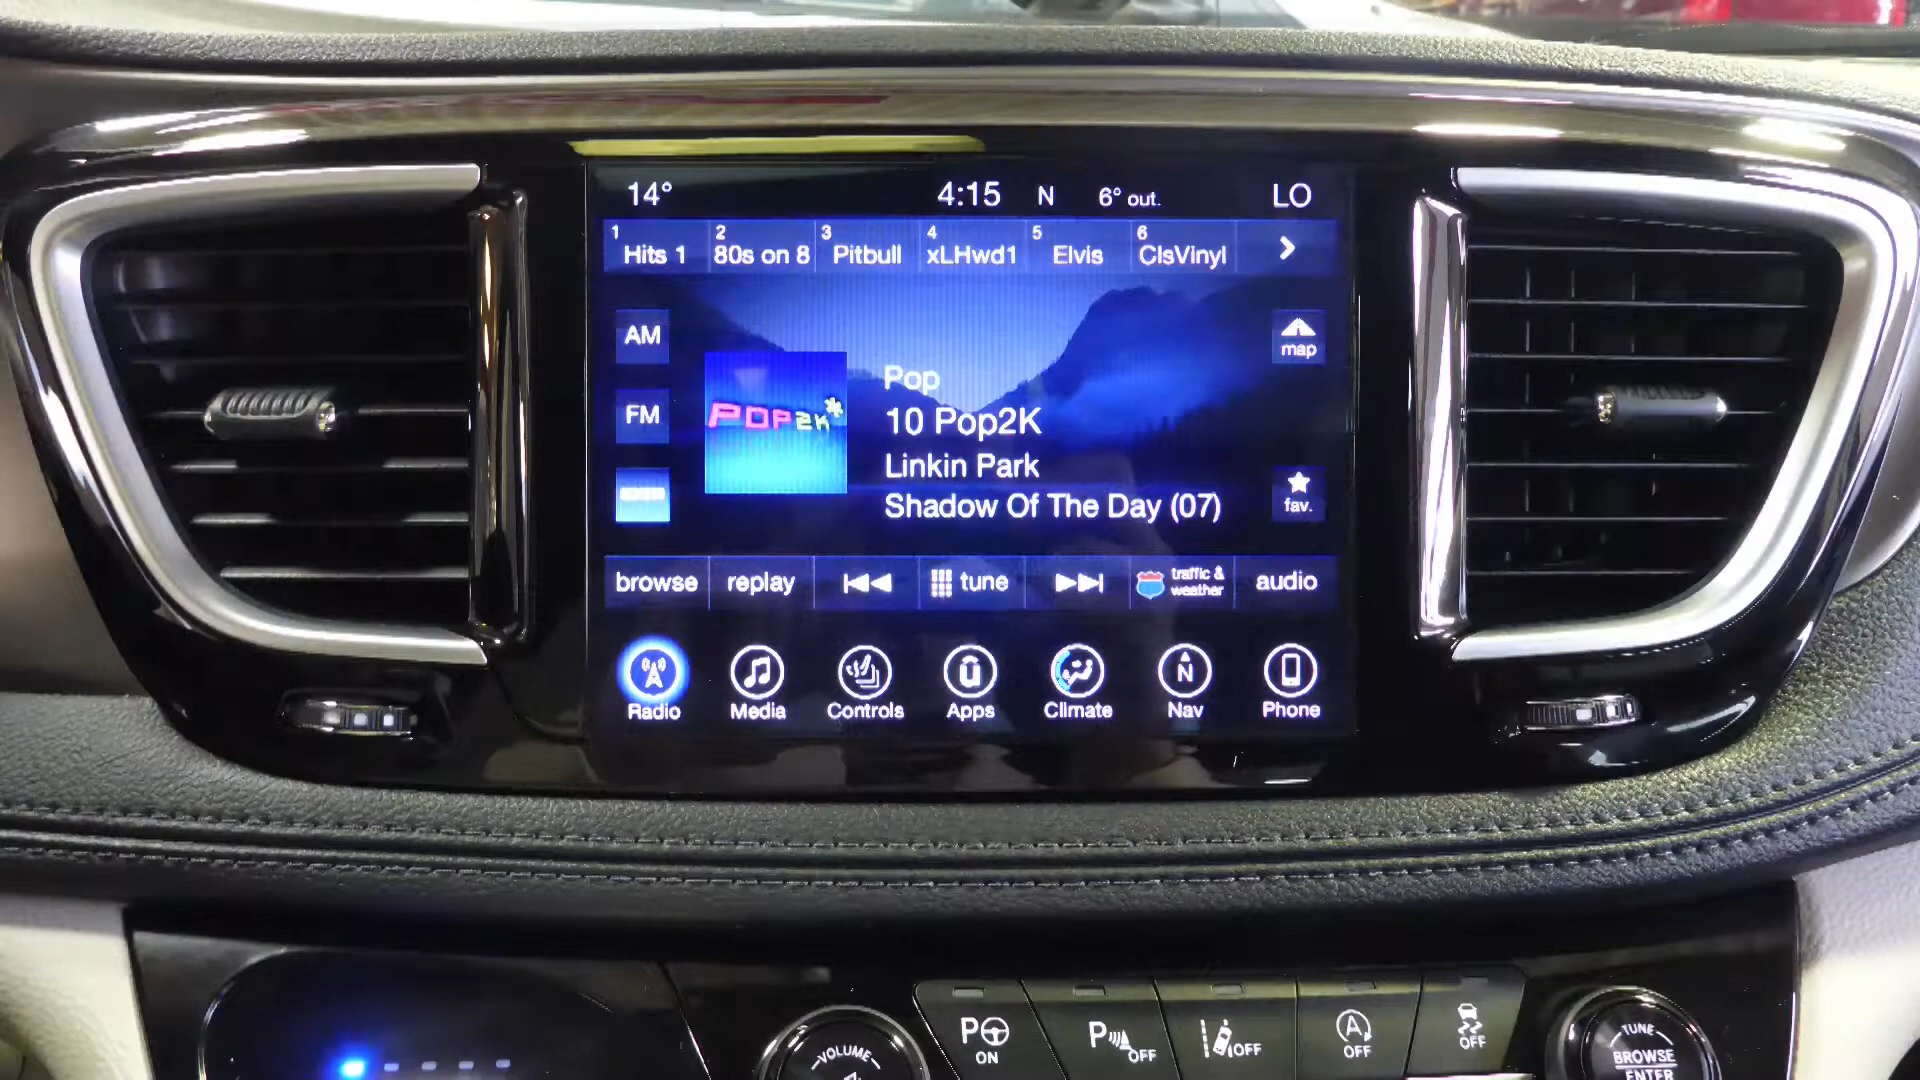 14° 4:15 N 6° out. LO
1 Hits 1 2 80s on 8 3 Pitbull 4 xLHwd1 5 Elvis 6 ClsVinyl
AM
map
POP2K
Pop
FM
10 Pop2K
Linkin Park
Shadow Of The Day (07)
fav.
browse replay tune traffic & weather audio
Radio Media Controls Apps Climate Nav Phone
VOLUME
P ON
P OFF
OFF
A OFF
OFF
TUNE
BROWSE
ENTER